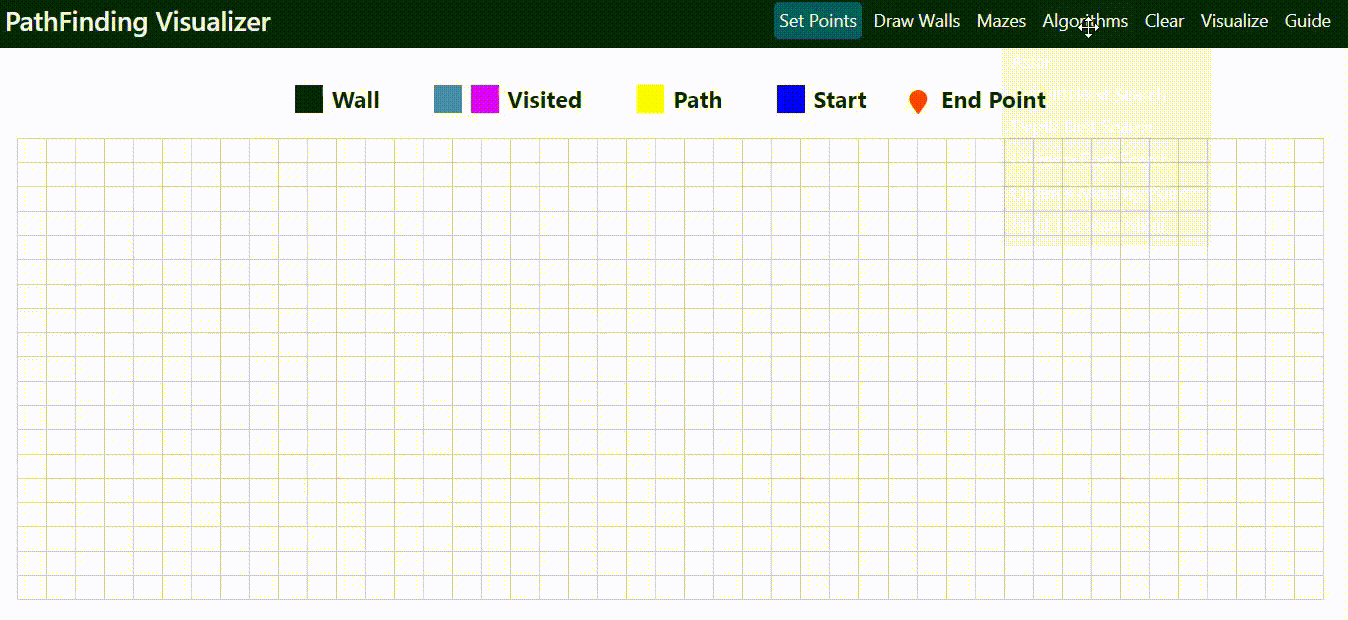 PathFinding Visualizer
Set Points Draw Walls Mazes Algorithms Clear Visualize Guide
Wall Visited Path Start End Point